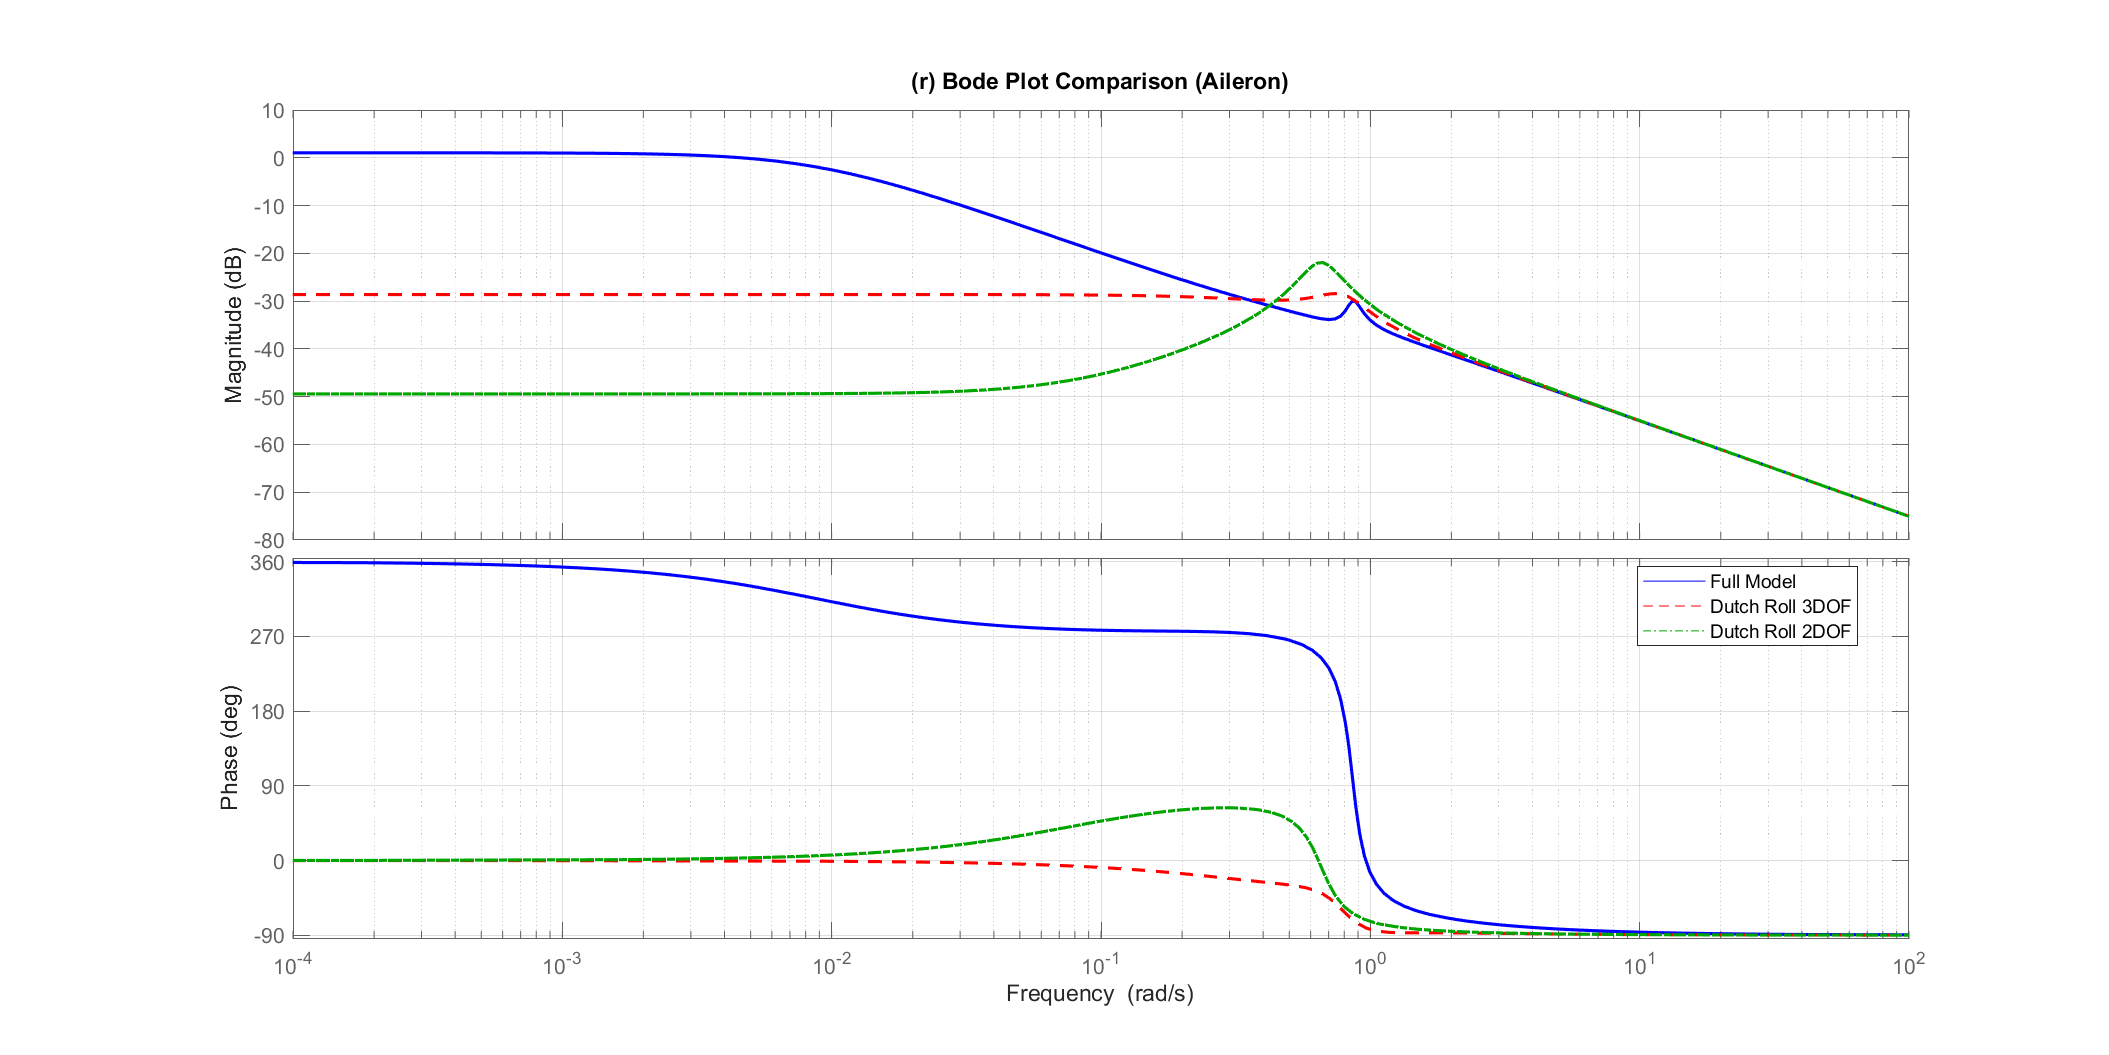 (r) Bode Plot Comparison (Aileron)
Magnitude (dB)
10
0
-10
-20
-30
-40
-50
-60
-70
-80
Phase (deg)
360
270
180
90
0
-90
Full Model
Dutch Roll 3DOF
Dutch Roll 2DOF
10^-4 10^-3 10^-2 10^-1 10^0 10^1 10^2
Frequency (rad/s)